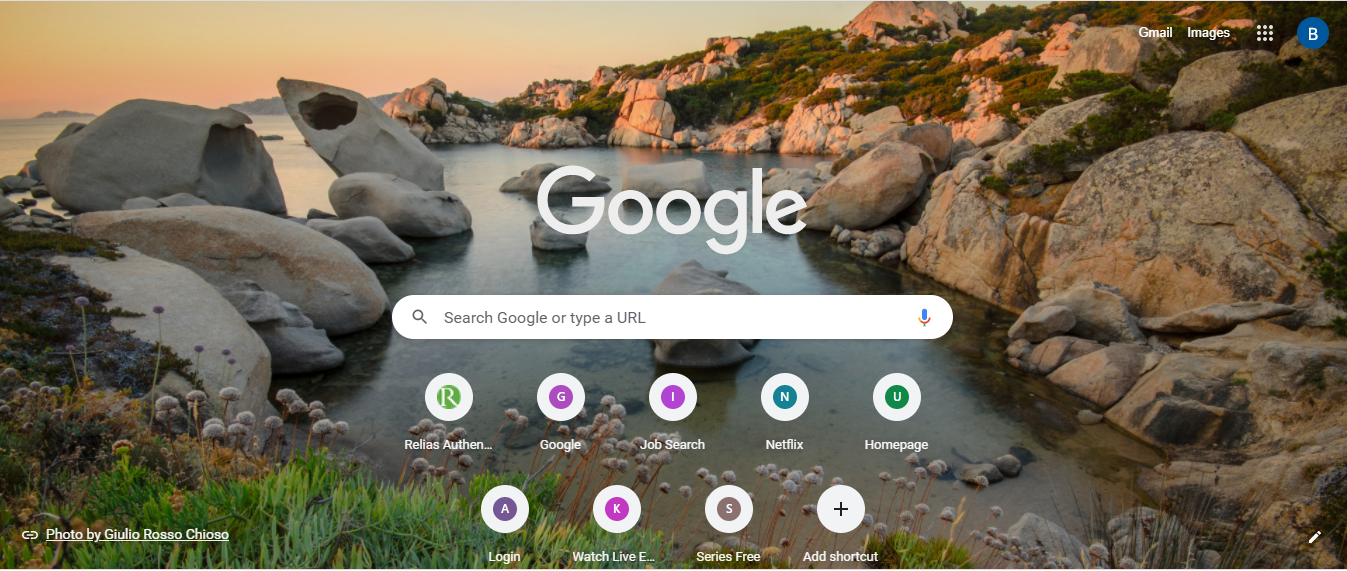 Gmail Images B
Google
Search Google or type a URL
R G I N U
Relias Authen... Google Job Search Netflix Homepage
A K S
Login Watch Live E... Series Free Add shortcut
Photo by Giulio Rosso Chioso